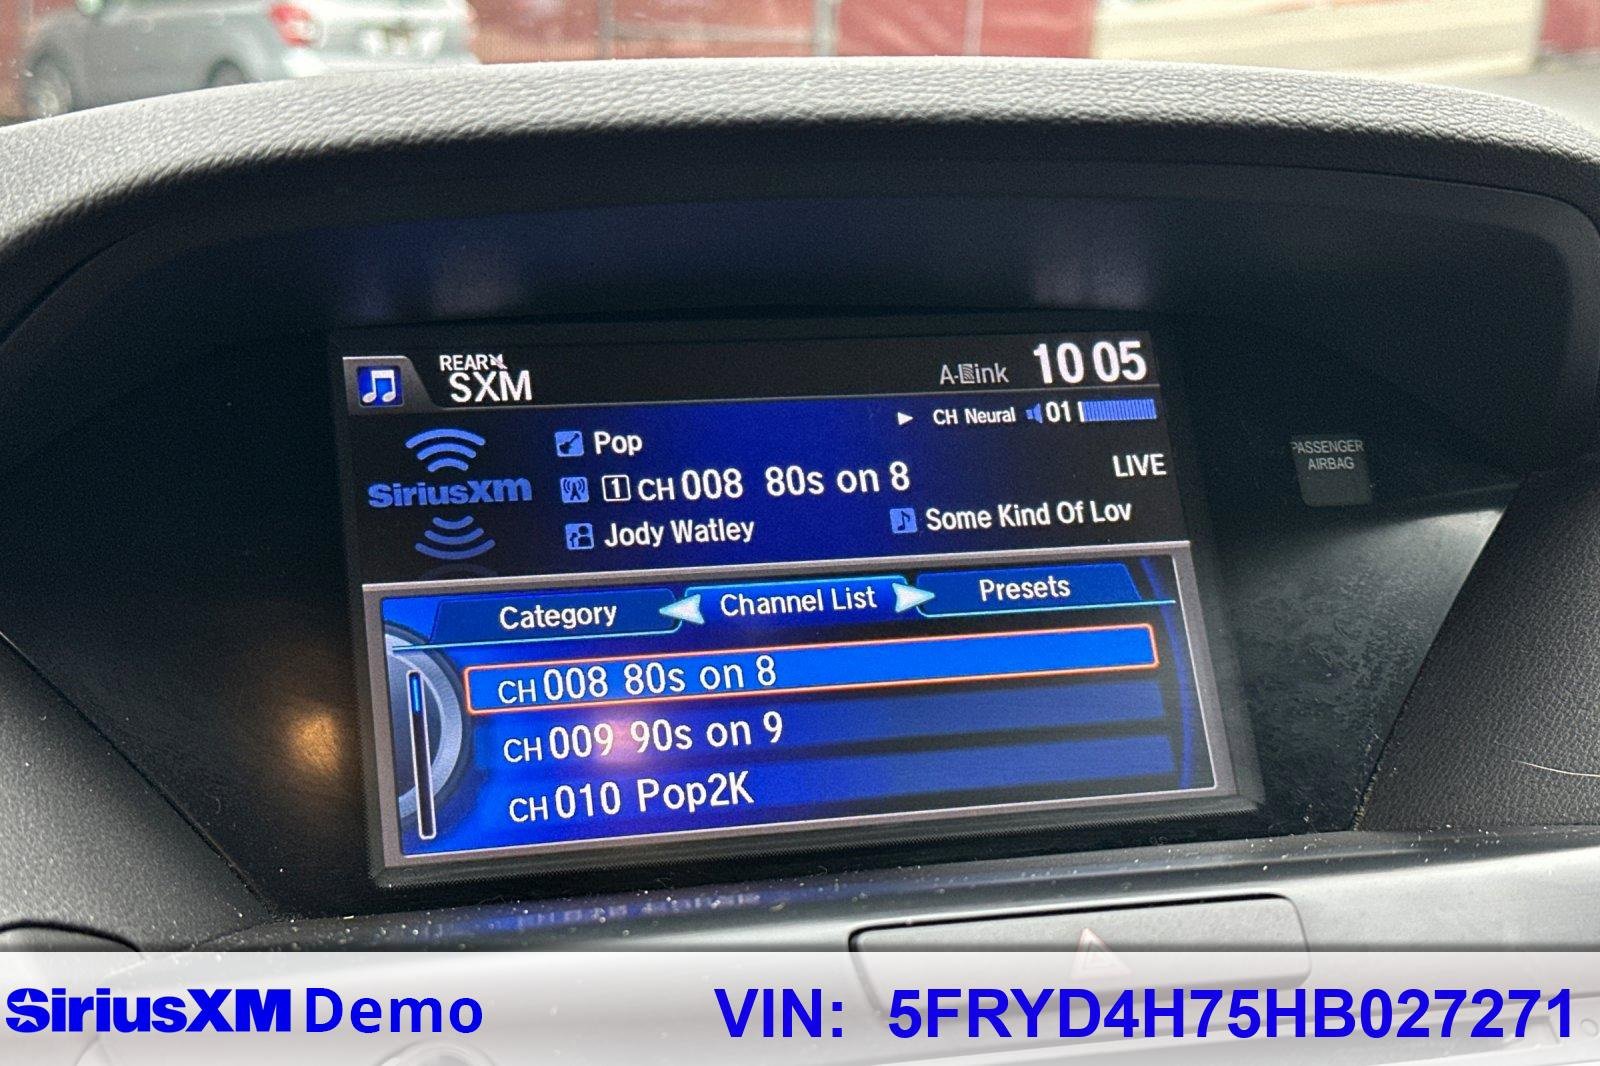 REAR
SXM
A-Link
10 05
CH Neural 01
SiriusXm
Pop
1 CH 008 80s on 8
LIVE
Jody Watley
Some Kind Of Lov
Category
Channel List
Presets
CH 008 80s on 8
CH 009 90s on 9
CH 010 Pop2K
PASSENGER
AIRBAG
SiriusXM Demo
VIN: 5FRYD4H75HB027271